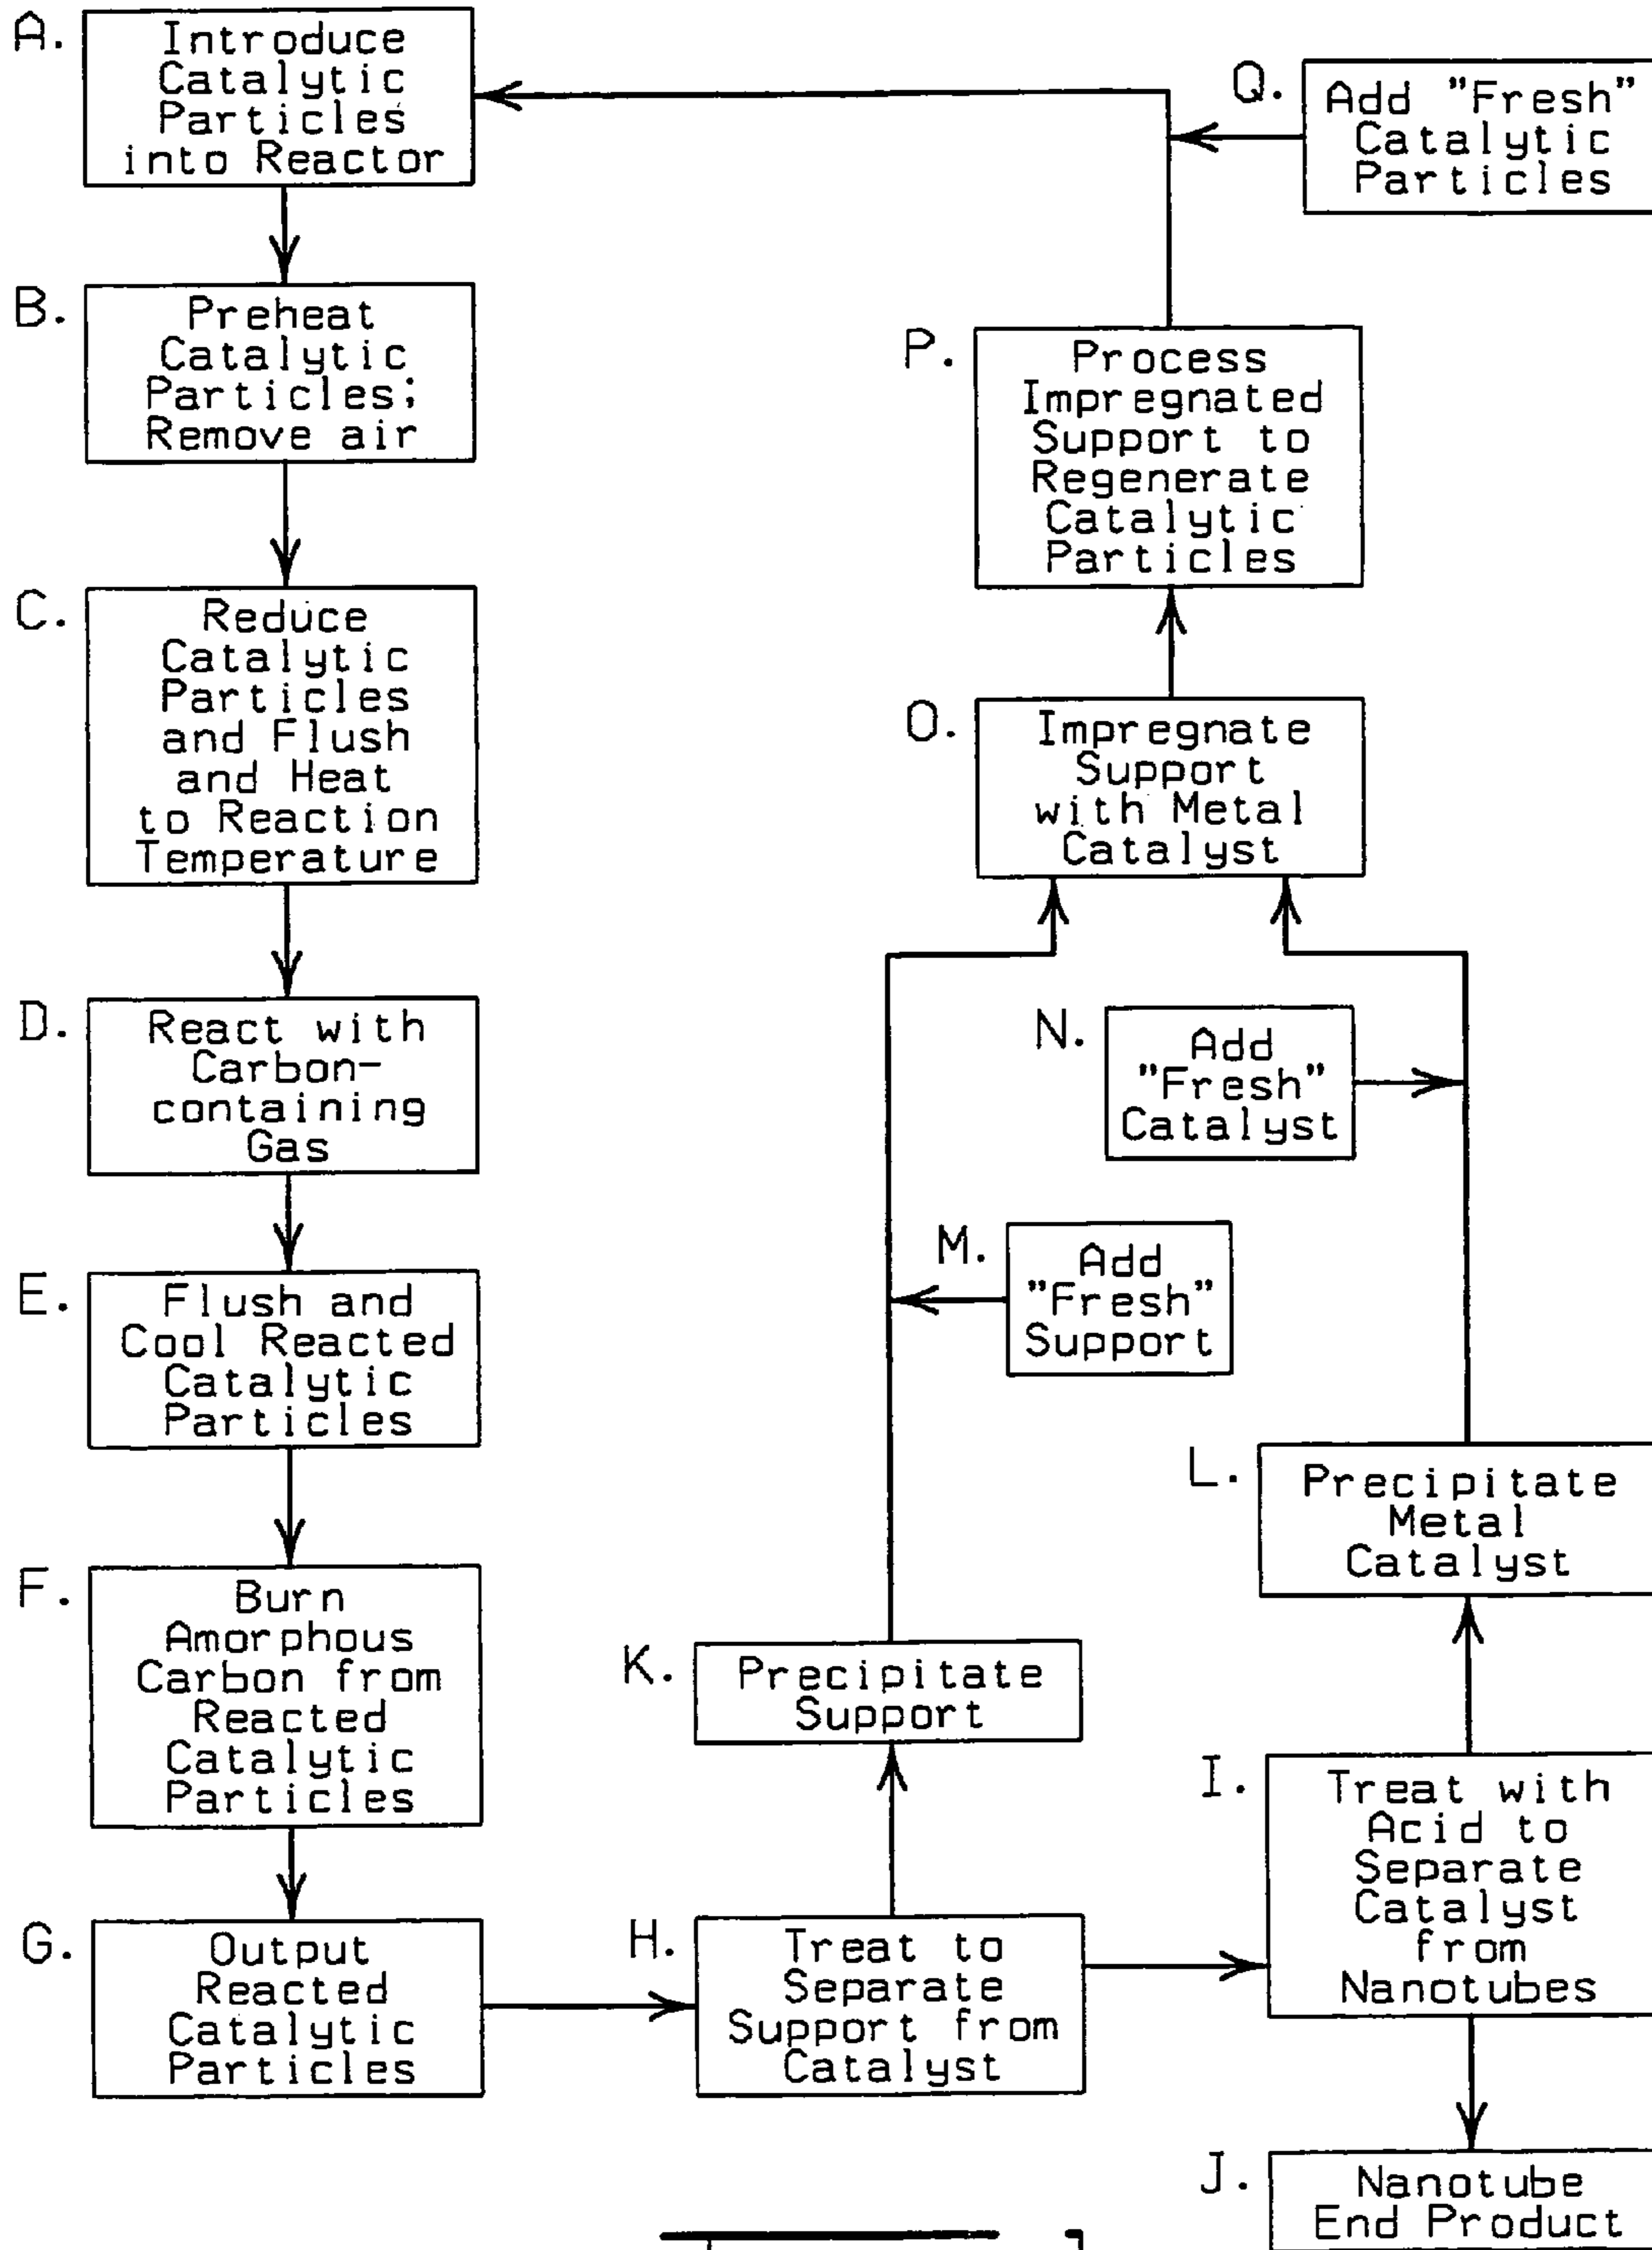 A.
Introduce
Catalytic
Particles
into Reactor
B.
Preheat
Catalytic
Particles;
Remove air
C.
Reduce
Catalytic
Particles
and Flush
and Heat
to Reaction
Temperature
D.
React with
Carbon-
containing
Gas
E.
Flush and
Cool Reacted
Catalytic
Particles
F.
Burn
Amorphous
Carbon from
Reacted
Catalytic
Particles
G.
Output
Reacted
Catalytic
Particles
H.
Treat to
Separate
Support from
Catalyst
I.
Treat with
Acid to
Separate
Catalyst
from
Nanotubes
J.
Nanotube
End Product
K.
Precipitate
Support
L.
Precipitate
Metal
Catalyst
M.
Add
"Fresh"
Support
N.
Add
"Fresh"
Catalyst
O.
Impregnate
Support
with Metal
Catalyst
P.
Process
Impregnated
Support to
Regenerate
Catalytic
Particles
Q.
Add "Fresh"
Catalytic
Particles